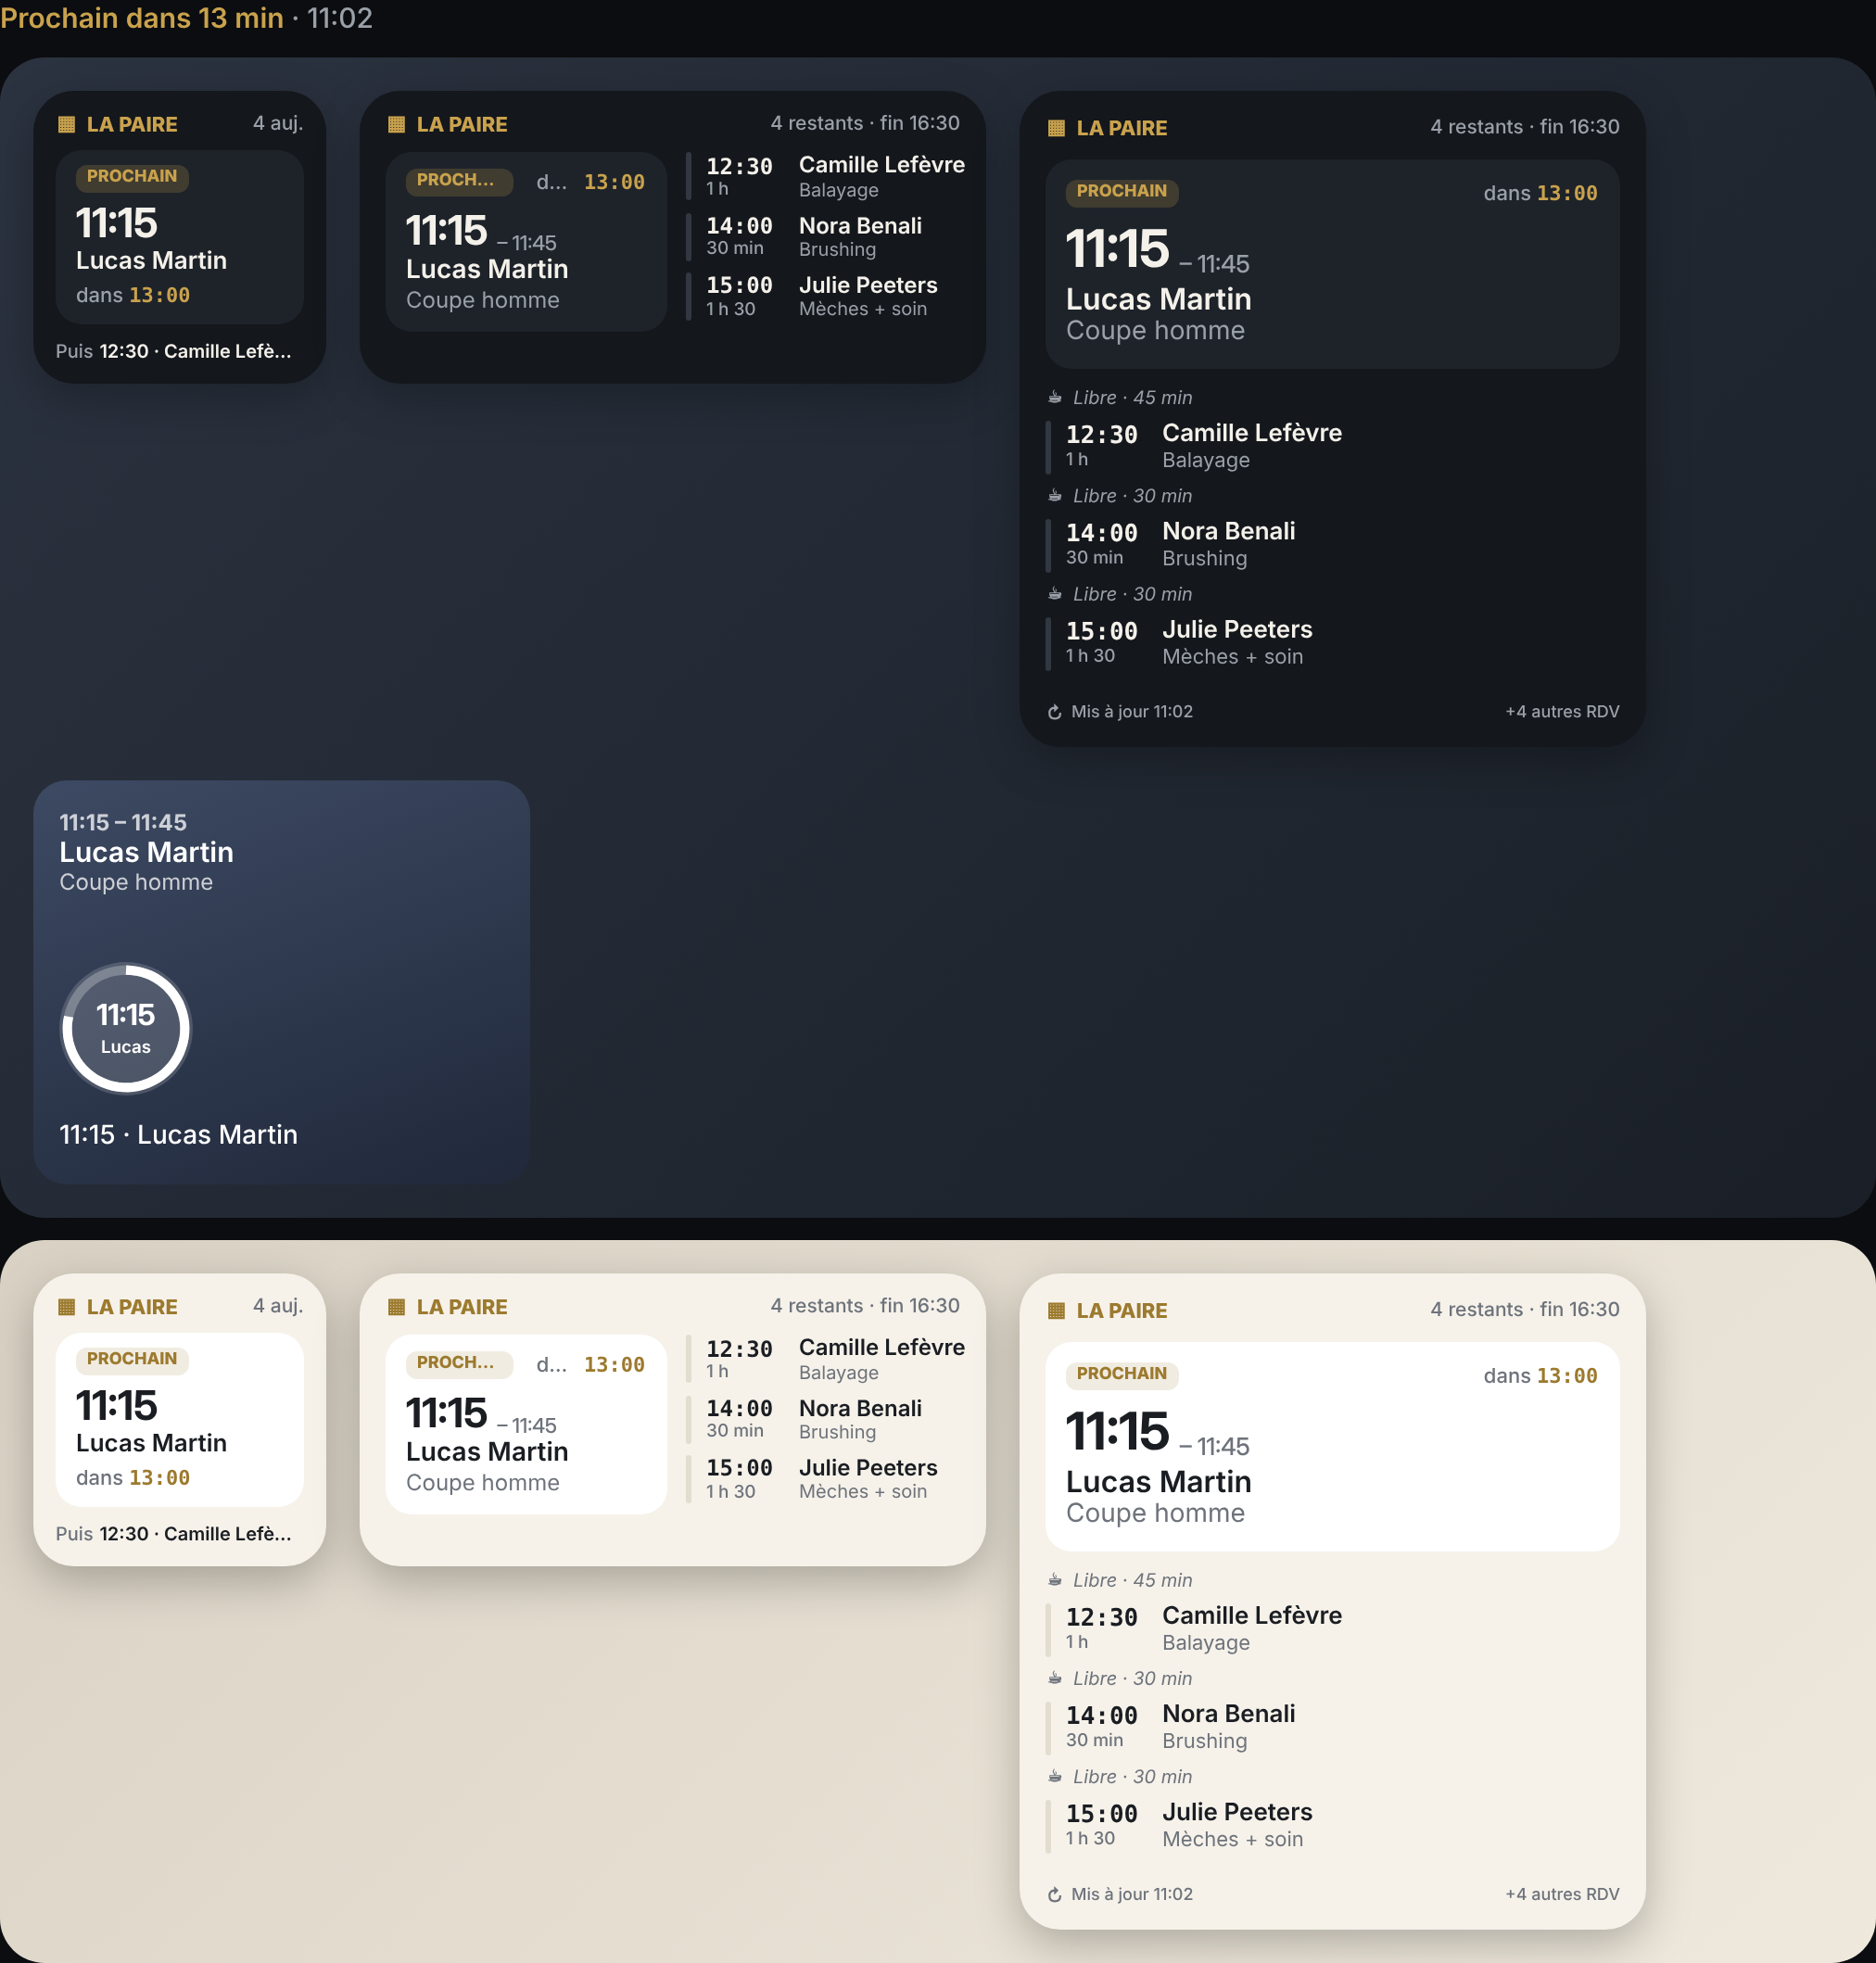 Prochain dans 13 min · 11:02
LA PAIRE 4 auj.
PROCHAIN
11:15
Lucas Martin
dans 13:00
Puis 12:30 · Camille Lefè...
LA PAIRE 4 restants · fin 16:30
PROCH... d... 13:00
11:15 – 11:45
Lucas Martin
Coupe homme
12:30 Camille Lefèvre
1 h Balayage
14:00 Nora Benali
30 min Brushing
15:00 Julie Peeters
1 h 30 Mèches + soin
LA PAIRE 4 restants · fin 16:30
PROCHAIN dans 13:00
11:15 – 11:45
Lucas Martin
Coupe homme
Libre · 45 min
12:30 Camille Lefèvre
1 h Balayage
Libre · 30 min
14:00 Nora Benali
30 min Brushing
Libre · 30 min
15:00 Julie Peeters
1 h 30 Mèches + soin
Mis à jour 11:02 +4 autres RDV
11:15 – 11:45
Lucas Martin
Coupe homme
11:15
Lucas
11:15 · Lucas Martin
LA PAIRE 4 auj.
PROCHAIN
11:15
Lucas Martin
dans 13:00
Puis 12:30 · Camille Lefè...
LA PAIRE 4 restants · fin 16:30
PROCH... d... 13:00
11:15 – 11:45
Lucas Martin
Coupe homme
12:30 Camille Lefèvre
1 h Balayage
14:00 Nora Benali
30 min Brushing
15:00 Julie Peeters
1 h 30 Mèches + soin
LA PAIRE 4 restants · fin 16:30
PROCHAIN dans 13:00
11:15 – 11:45
Lucas Martin
Coupe homme
Libre · 45 min
12:30 Camille Lefèvre
1 h Balayage
Libre · 30 min
14:00 Nora Benali
30 min Brushing
Libre · 30 min
15:00 Julie Peeters
1 h 30 Mèches + soin
Mis à jour 11:02 +4 autres RDV